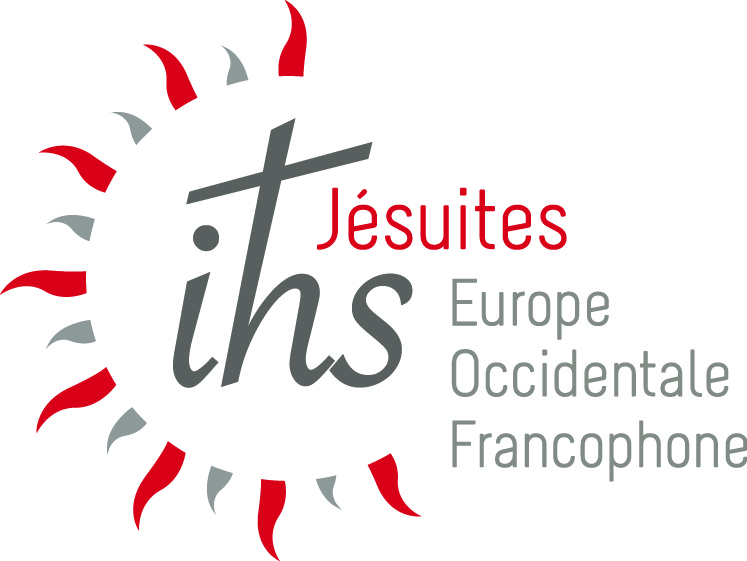 ihs
Jésuites
Europe
Occidentale
Francophone